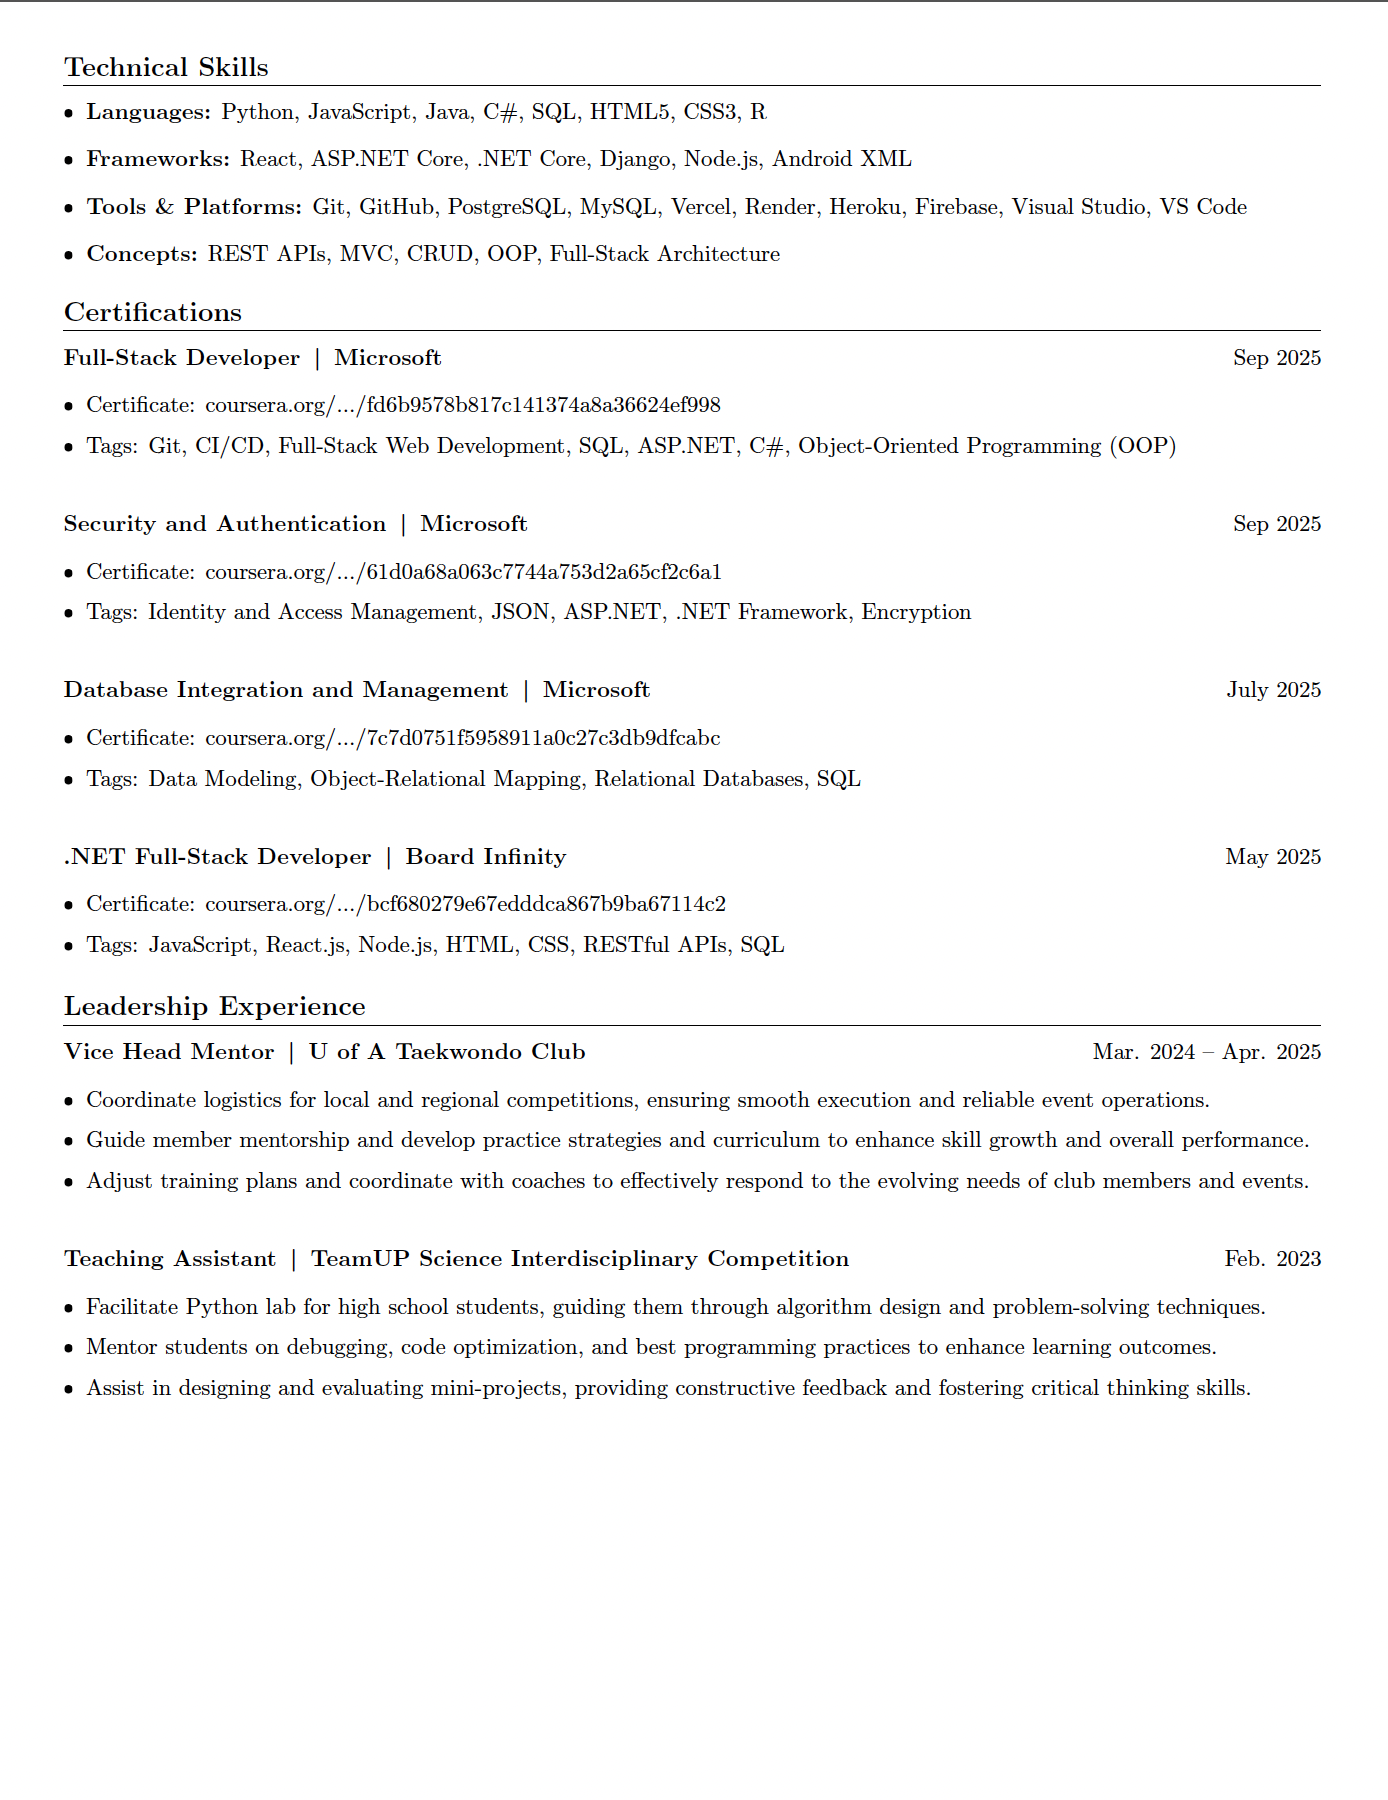 Technical Skills
• Languages: Python, JavaScript, Java, C#, SQL, HTML5, CSS3, R
• Frameworks: React, ASP.NET Core, .NET Core, Django, Node.js, Android XML
• Tools & Platforms: Git, GitHub, PostgreSQL, MySQL, Vercel, Render, Heroku, Firebase, Visual Studio, VS Code
• Concepts: REST APIs, MVC, CRUD, OOP, Full-Stack Architecture
Certifications
Full-Stack Developer | Microsoft Sep 2025
• Certificate: coursera.org/.../fd6b9578b817c141374a8a36624ef998
• Tags: Git, CI/CD, Full-Stack Web Development, SQL, ASP.NET, C#, Object-Oriented Programming (OOP)
Security and Authentication | Microsoft Sep 2025
• Certificate: coursera.org/.../61d0a68a063c7744a753d2a65cf2c6a1
• Tags: Identity and Access Management, JSON, ASP.NET, .NET Framework, Encryption
Database Integration and Management | Microsoft July 2025
• Certificate: coursera.org/.../7c7d0751f5958911a0c27c3db9dfcabc
• Tags: Data Modeling, Object-Relational Mapping, Relational Databases, SQL
.NET Full-Stack Developer | Board Infinity May 2025
• Certificate: coursera.org/.../bcf680279e67edddca867b9ba67114c2
• Tags: JavaScript, React.js, Node.js, HTML, CSS, RESTful APIs, SQL
Leadership Experience
Vice Head Mentor | U of A Taekwondo Club Mar. 2024 – Apr. 2025
• Coordinate logistics for local and regional competitions, ensuring smooth execution and reliable event operations.
• Guide member mentorship and develop practice strategies and curriculum to enhance skill growth and overall performance.
• Adjust training plans and coordinate with coaches to effectively respond to the evolving needs of club members and events.
Teaching Assistant | TeamUP Science Interdisciplinary Competition Feb. 2023
• Facilitate Python lab for high school students, guiding them through algorithm design and problem-solving techniques.
• Mentor students on debugging, code optimization, and best programming practices to enhance learning outcomes.
• Assist in designing and evaluating mini-projects, providing constructive feedback and fostering critical thinking skills.